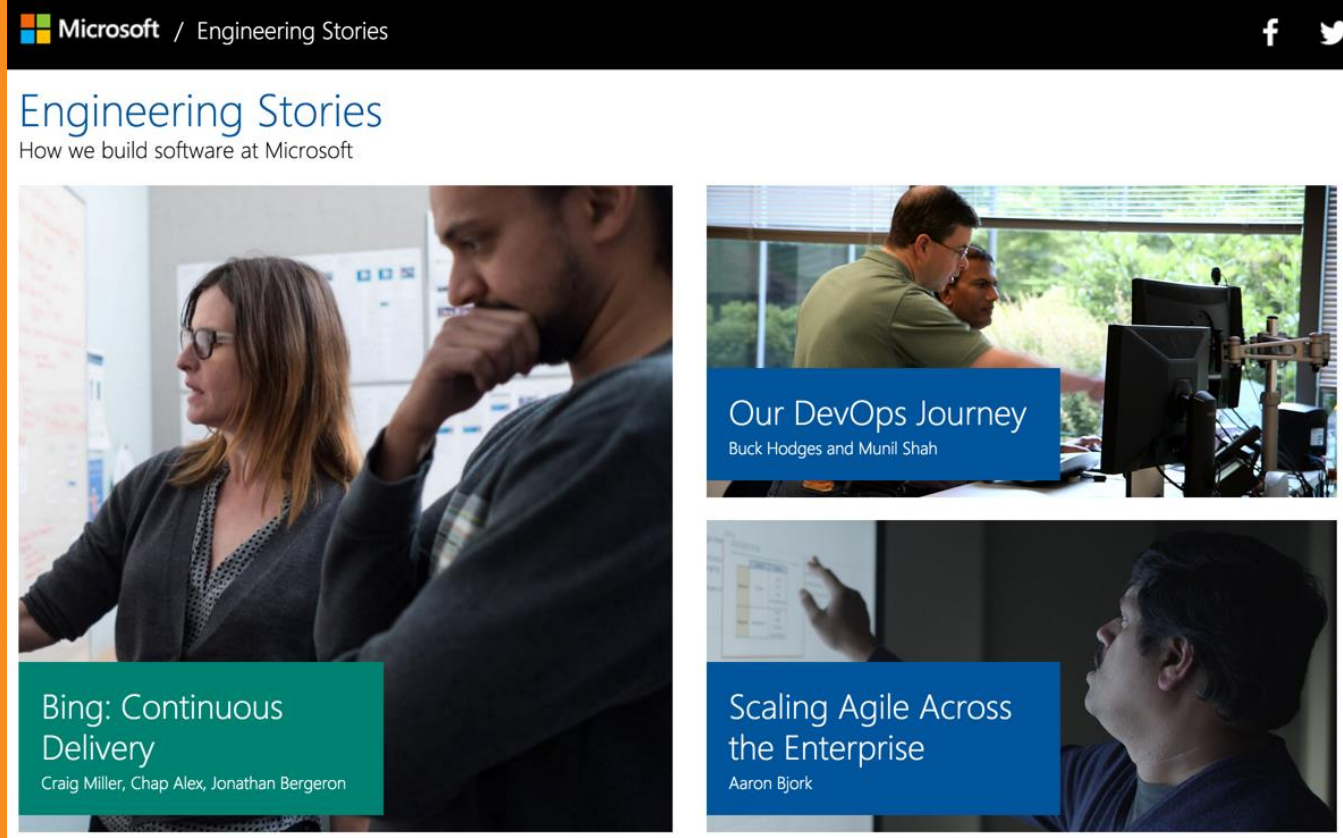 Microsoft / Engineering Stories
Engineering Stories
How we build software at Microsoft
Our DevOps Journey
Buck Hodges and Munil Shah
Bing: Continuous
Delivery
Craig Miller, Chap Alex, Jonathan Bergeron
Scaling Agile Across
the Enterprise
Aaron Bjork